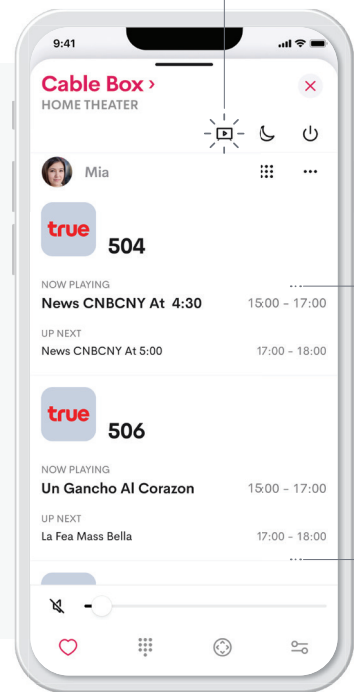 9:41
Cable Box >
HOME THEATER
Mia
true
504
NOW PLAYING
News CNBCNY At 4:30 15:00 – 17:00
UP NEXT
News CNBCNY At 5:00 17:00 – 18:00
true
506
NOW PLAYING
Un Gancho Al Corazon 15:00 – 17:00
UP NEXT
La Fea Mass Bella 17:00 – 18:00